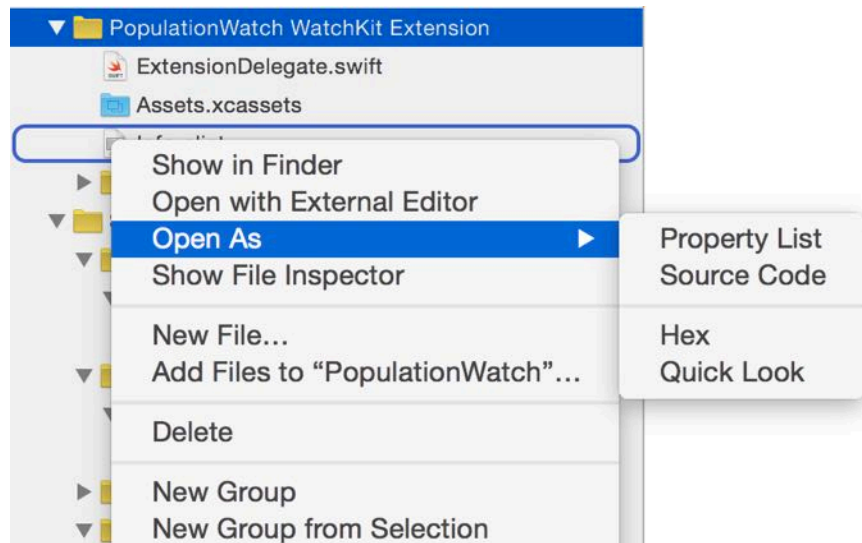 PopulationWatch WatchKit Extension
ExtensionDelegate.swift
Assets.xcassets
Show in Finder
Open with External Editor
Open As
Property List
Show File Inspector
Source Code
New File...
Hex
Add Files to “PopulationWatch”...
Quick Look
Delete
New Group
New Group from Selection